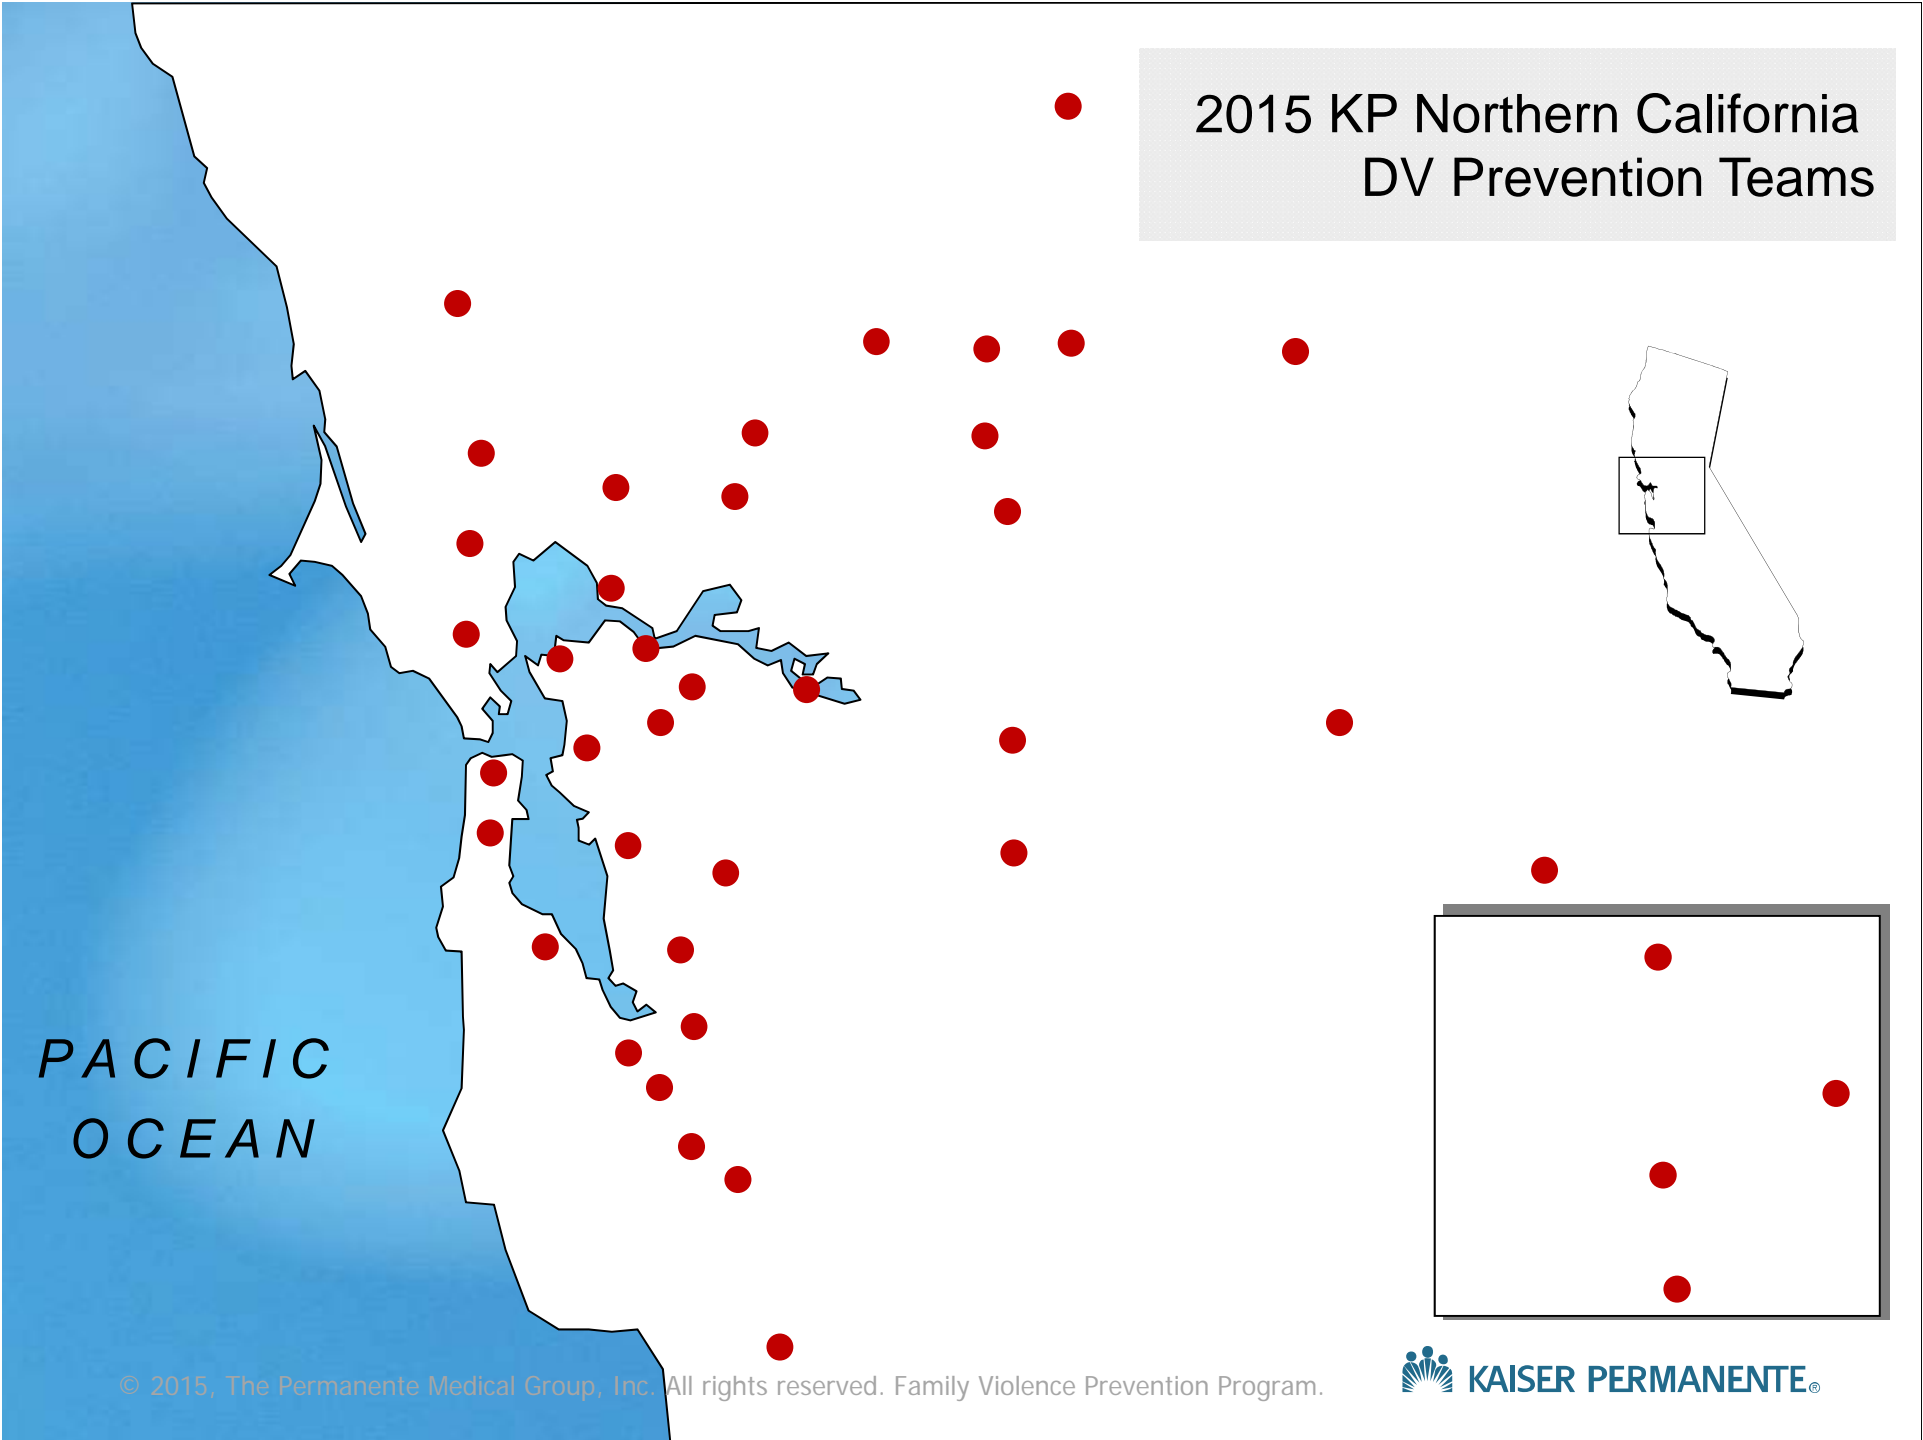 2015 KP Northern California
DV Prevention Teams
PACIFIC
OCEAN
© 2015, The Permanente Medical Group, Inc. All rights reserved. Family Violence Prevention Program.
KAISER PERMANENTE®